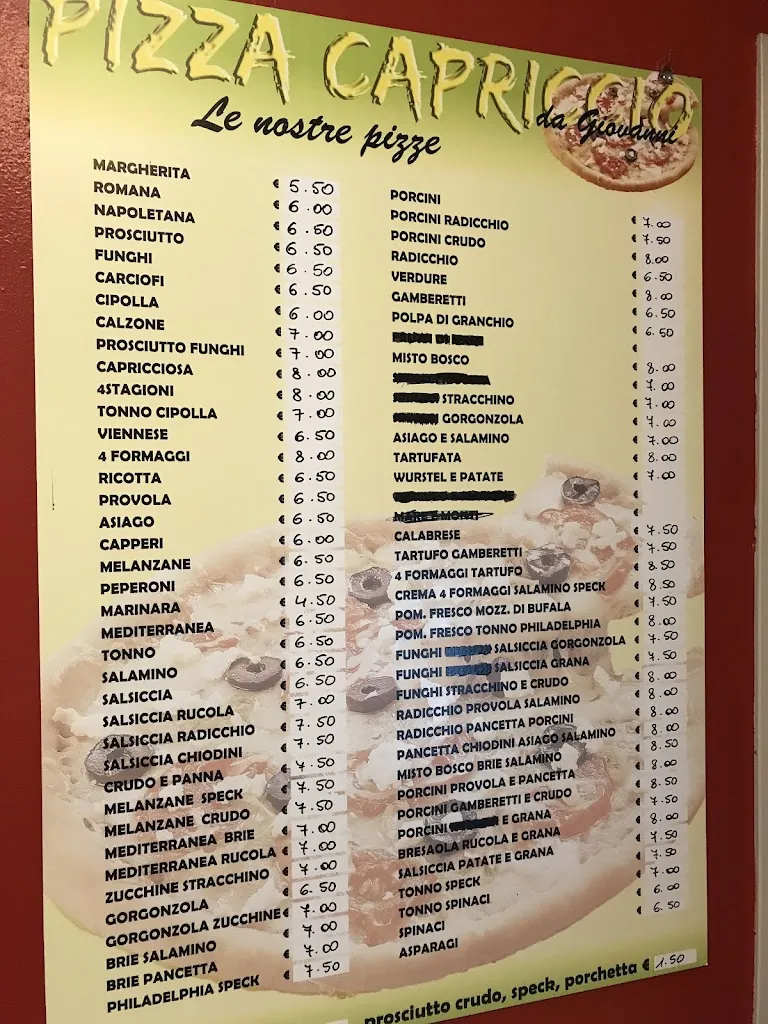 PIZZA CAPRICCIO
da Giovanni
Le nostre pizze
MARGHERITA
ROMANA
NAPOLETANA
PROSCIUTTO
FUNGHI
CARCIOFI
CIPOLLA
CALZONE
PROSCIUTTO FUNGHI
CAPRICCIOSA
4STAGIONI
TONNO CIPOLLA
VIENNESE
4 FORMAGGI
RICOTTA
PROVOLA
ASIAGO
CAPPERI
MELANZANE
PEPERONI
MARINARA
MEDITERRANEA
TONNO
SALAMINO
SALSICCIA
SALSICCIA RUCOLA
SALSICCIA RADICCHIO
SALSICCIA CHIODINI
CRUDO E PANNA
MELANZANE SPECK
MELANZANE CRUDO
MEDITERRANEA BRIE
MEDITERRANEA RUCOLA
ZUCCHINE STRACCHINO
GORGONZOLA
GORGONZOLA ZUCCHINE
BRIE SALAMINO
BRIE PANCETTA
PHILADELPHIA SPECK
€ 5.50
€ 6.00
€ 6.50
€ 6.50
€ 6.50
€ 6.00
€ 7.00
€ 7.00
€ 8.00
€ 8.00
€ 7.00
€ 6.50
€ 8.00
€ 6.50
€ 6.50
€ 6.50
€ 6.00
€ 6.50
€ 6.50
€ 4.50
€ 6.50
€ 6.50
€ 6.50
€ 6.50
€ 7.00
€ 7.50
€ 7.50
€ 7.50
€ 7.50
€ 7.50
€ 7.00
€ 7.00
€ 7.00
€ 6.50
€ 7.00
€ 7.00
€ 7.00
€ 7.50
PORCINI
PORCINI RADICCHIO
PORCINI CRUDO
RADICCHIO
VERDURE
GAMBERETTI
POLPA DI GRANCHIO
MISTO BOSCO
STRACCHINO
GORGONZOLA
ASIAGO E SALAMINO
TARTUFATA
WURSTEL E PATATE
MARE E MONTI
CALABRESE
TARTUFO GAMBERETTI
4 FORMAGGI TARTUFO
CREMA 4 FORMAGGI SALAMINO SPECK
POM. FRESCO MOZZ. DI BUFALA
POM. FRESCO TONNO PHILADELPHIA
FUNGHI SALSICCIA GORGONZOLA
FUNGHI SALSICCIA GRANA
FUNGHI STRACCHINO E CRUDO
RADICCHIO PROVOLA SALAMINO
RADICCHIO PANCETTA PORCINI
PANCETTA CHIODINI ASIAGO SALAMINO
MISTO BOSCO BRIE SALAMINO
PORCINI PROVOLA E PANCETTA
PORCINI GAMBERETTI E CRUDO
PORCINI E GRANA
BRESAOLA RUCOLA E GRANA
SALSICCIA PATATE E GRANA
TONNO SPECK
TONNO SPINACI
SPINACI
ASPARAGI
€ 7.00
€ 7.50
€ 8.00
€ 6.50
€ 8.00
€ 6.50
€ 6.50
€
€ 8.00
€ 7.00
€ 7.00
€ 7.00
€ 7.00
€ 8.00
€ 7.00
€
€
€ 7.50
€ 7.50
€ 8.50
€ 8.50
€ 7.50
€ 8.00
€ 7.50
€ 7.50
€ 8.00
€ 8.00
€ 8.00
€ 8.00
€ 8.50
€ 8.00
€ 8.50
€ 7.50
€ 8.00
€ 7.50
€ 7.50
€ 7.00
€ 6.00
€ 6.50
prosciutto crudo, speck, porchetta € 1.50